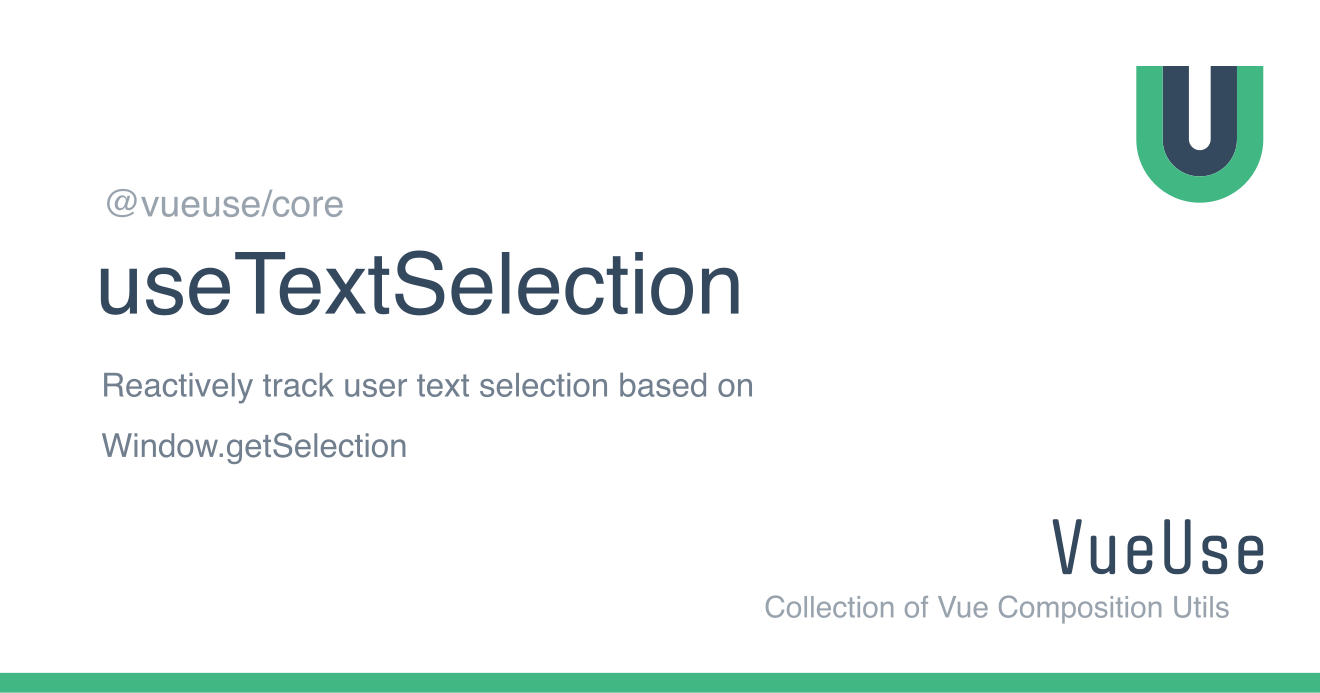 @vueuse/core
useTextSelection
Reactively track user text selection based on
Window.getSelection
VueUse
Collection of Vue Composition Utils